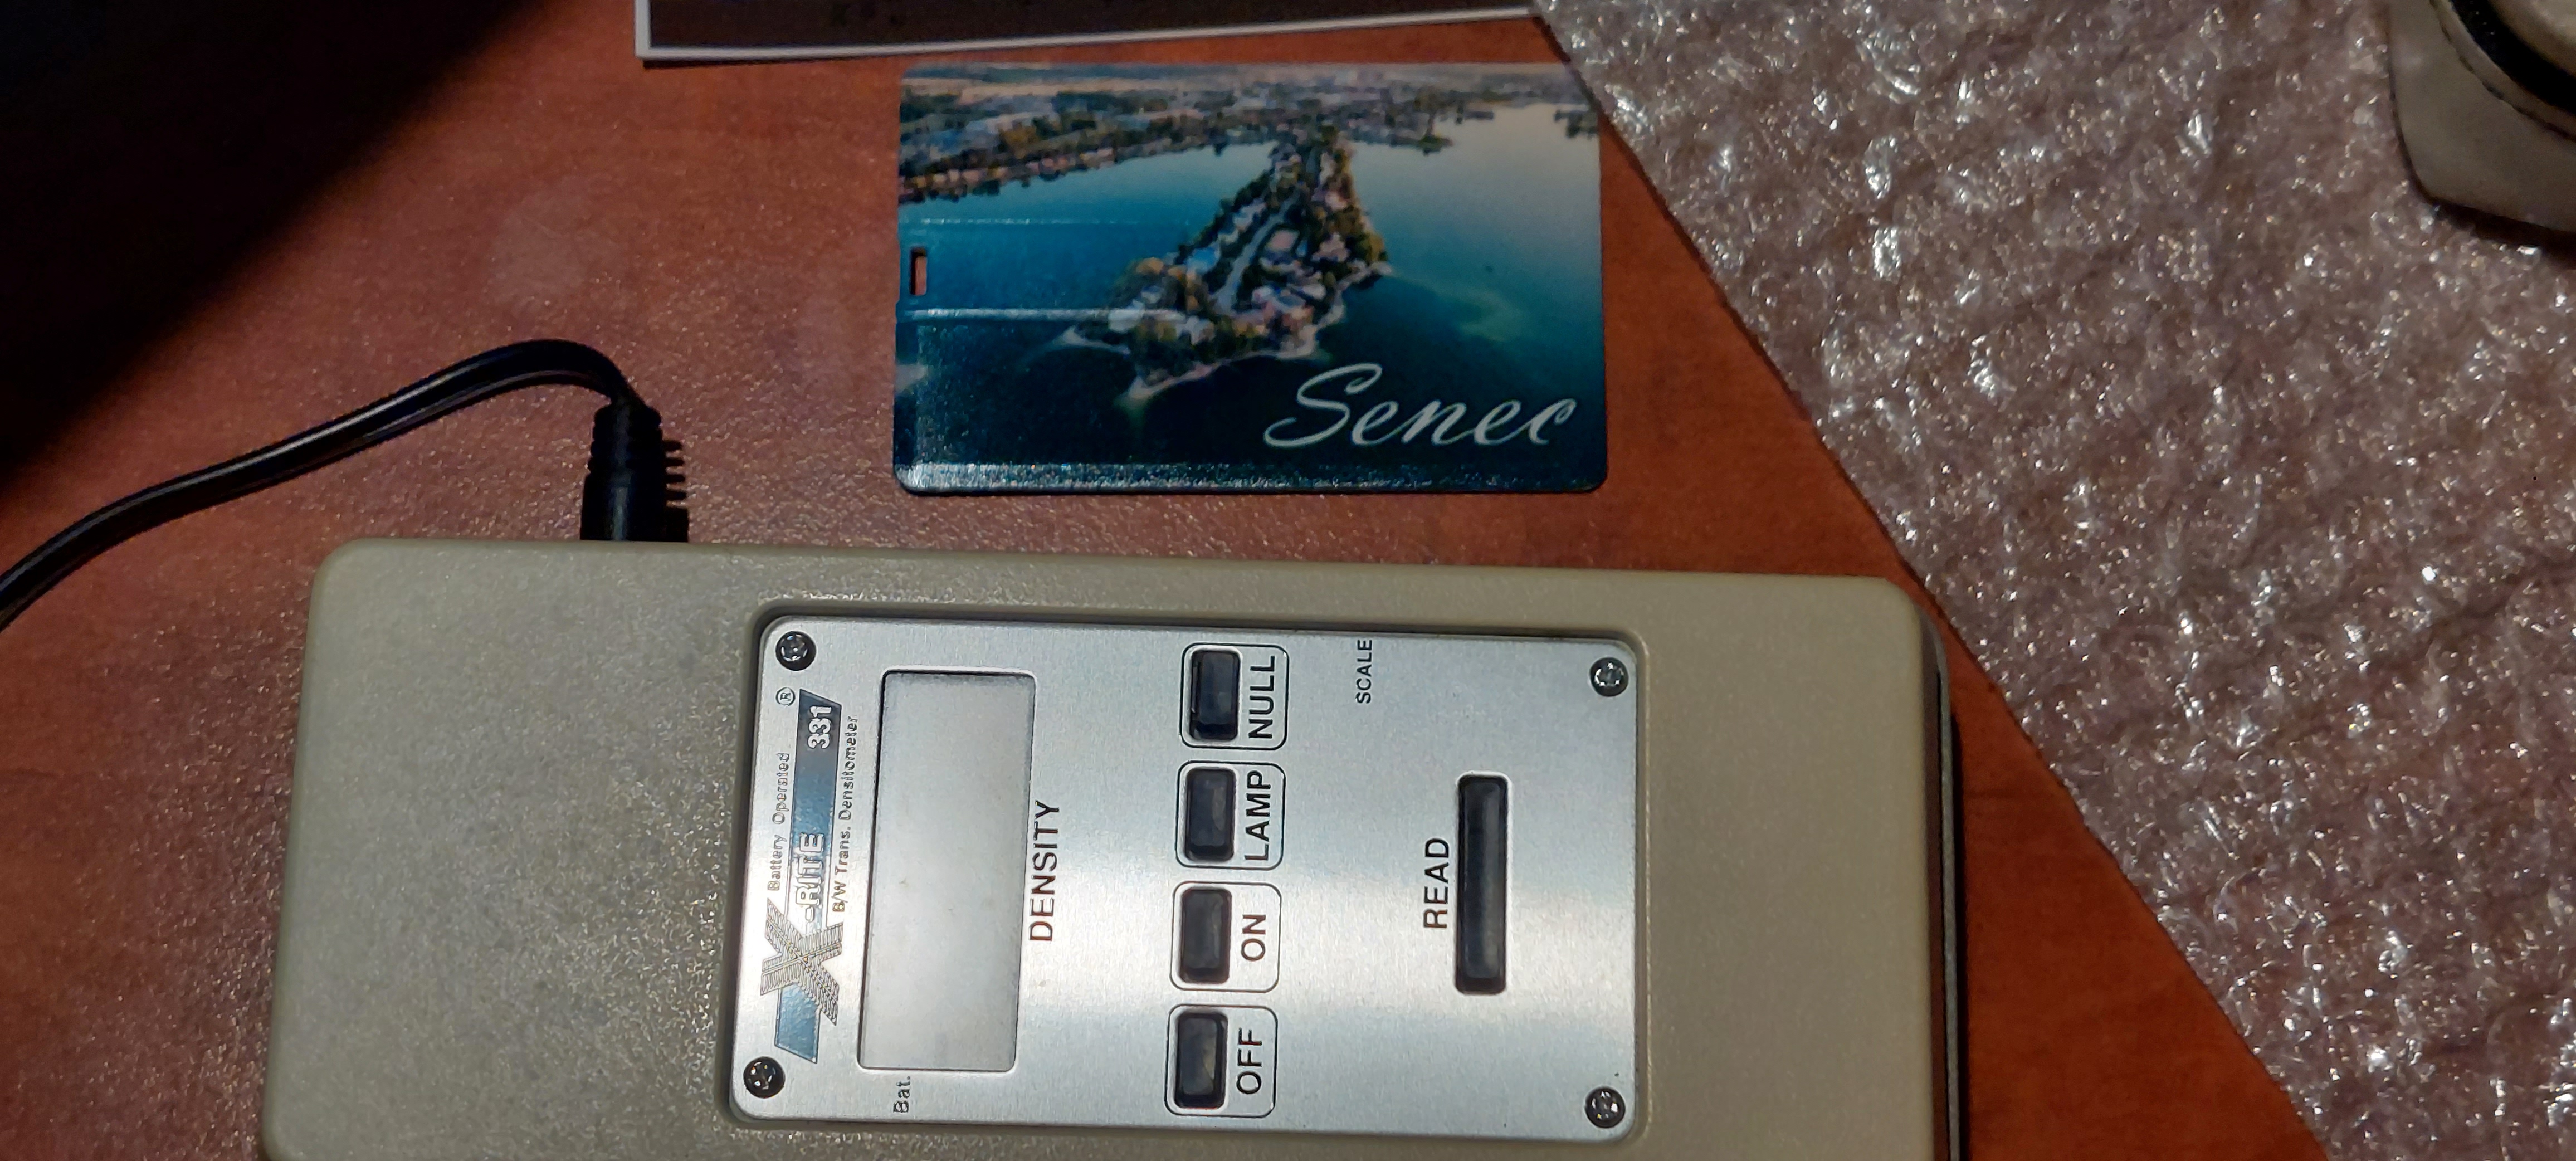 Senec
Battery Operated
X-RITE ® 331
B/W Trans. Densitometer
Bat.
DENSITY
OFF
ON
LAMP
NULL
SCALE
READ